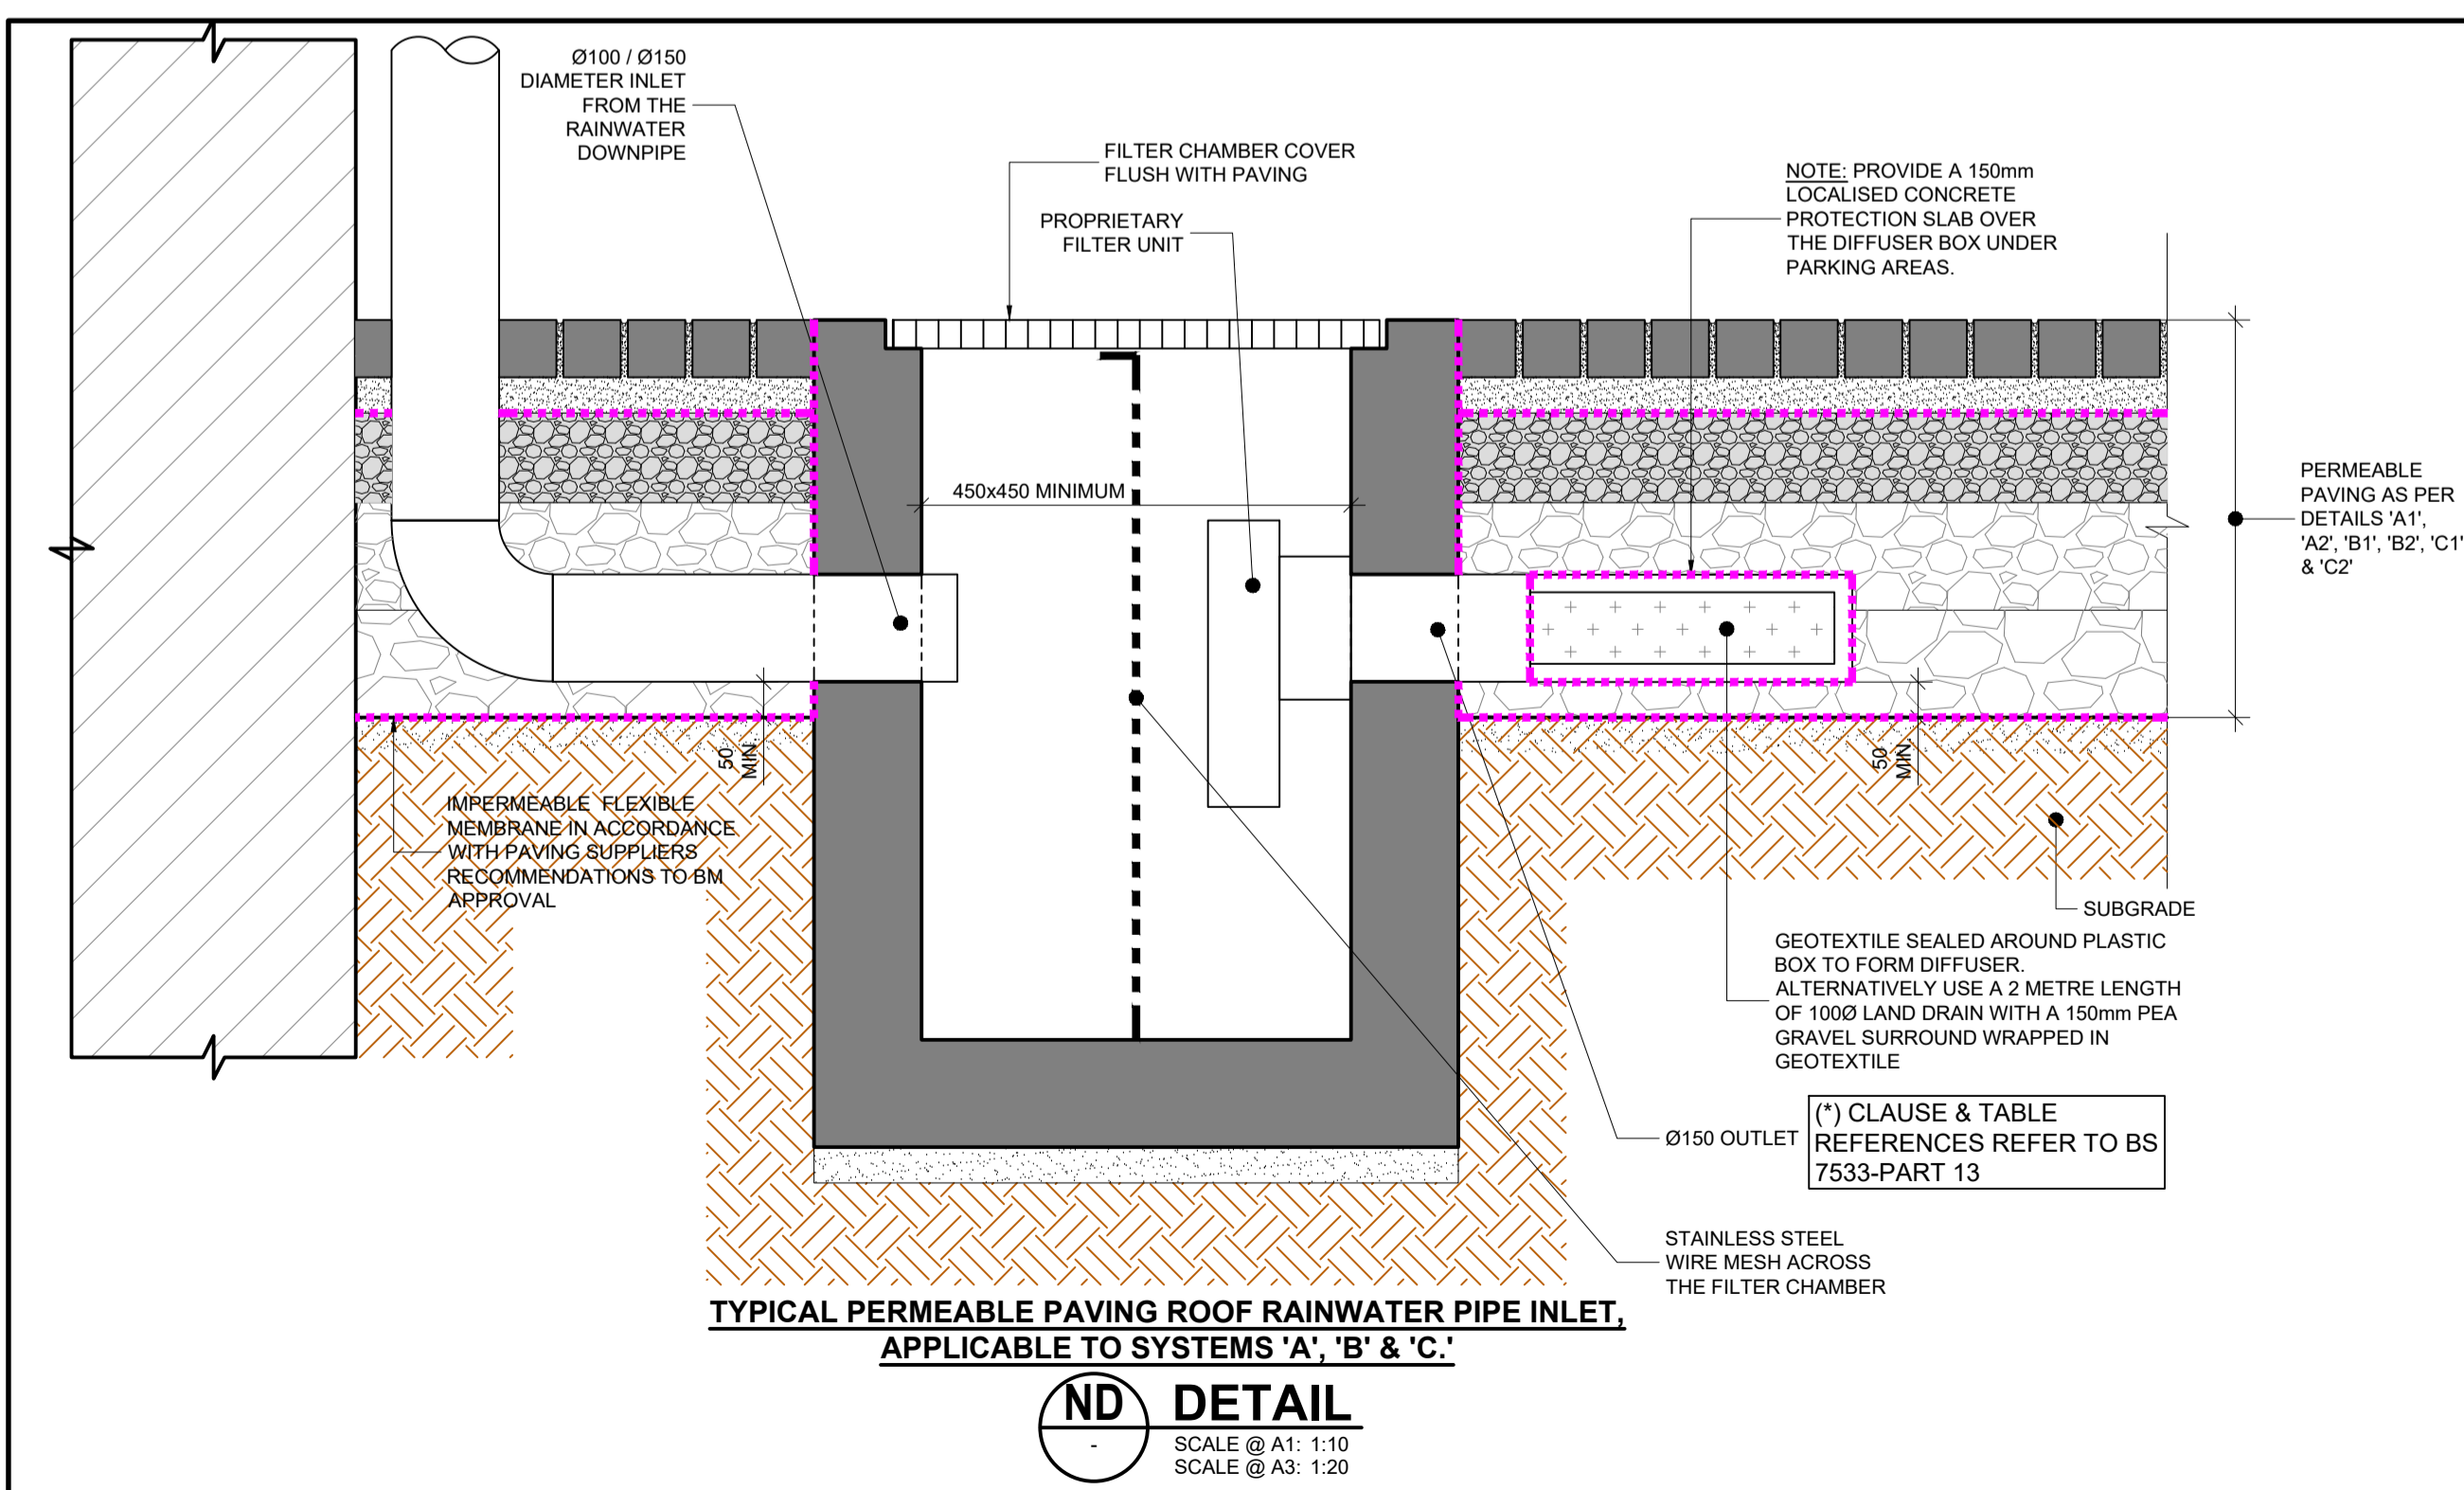 Ø100 / Ø150
DIAMETER INLET
FROM THE
RAINWATER
DOWNPIPE
FILTER CHAMBER COVER
FLUSH WITH PAVING
PROPRIETARY
FILTER UNIT
NOTE: PROVIDE A 150mm
LOCALISED CONCRETE
PROTECTION SLAB OVER
THE DIFFUSER BOX UNDER
PARKING AREAS.
450x450 MINIMUM
PERMEABLE
PAVING AS PER
DETAILS 'A1',
'A2', 'B1', 'B2', 'C1'
& 'C2'
50
MIN.
50
MIN.
IMPERMEABLE FLEXIBLE
MEMBRANE IN ACCORDANCE
WITH PAVING SUPPLIERS
RECOMMENDATIONS TO BM
APPROVAL
SUBGRADE
GEOTEXTILE SEALED AROUND PLASTIC
BOX TO FORM DIFFUSER.
ALTERNATIVELY USE A 2 METRE LENGTH
OF 100Ø LAND DRAIN WITH A 150mm PEA
GRAVEL SURROUND WRAPPED IN
GEOTEXTILE
Ø150 OUTLET
(*) CLAUSE & TABLE
REFERENCES REFER TO BS
7533-PART 13
STAINLESS STEEL
WIRE MESH ACROSS
THE FILTER CHAMBER
TYPICAL PERMEABLE PAVING ROOF RAINWATER PIPE INLET,
APPLICABLE TO SYSTEMS 'A', 'B' & 'C.'
ND
-
DETAIL
SCALE @ A1: 1:10
SCALE @ A3: 1:20